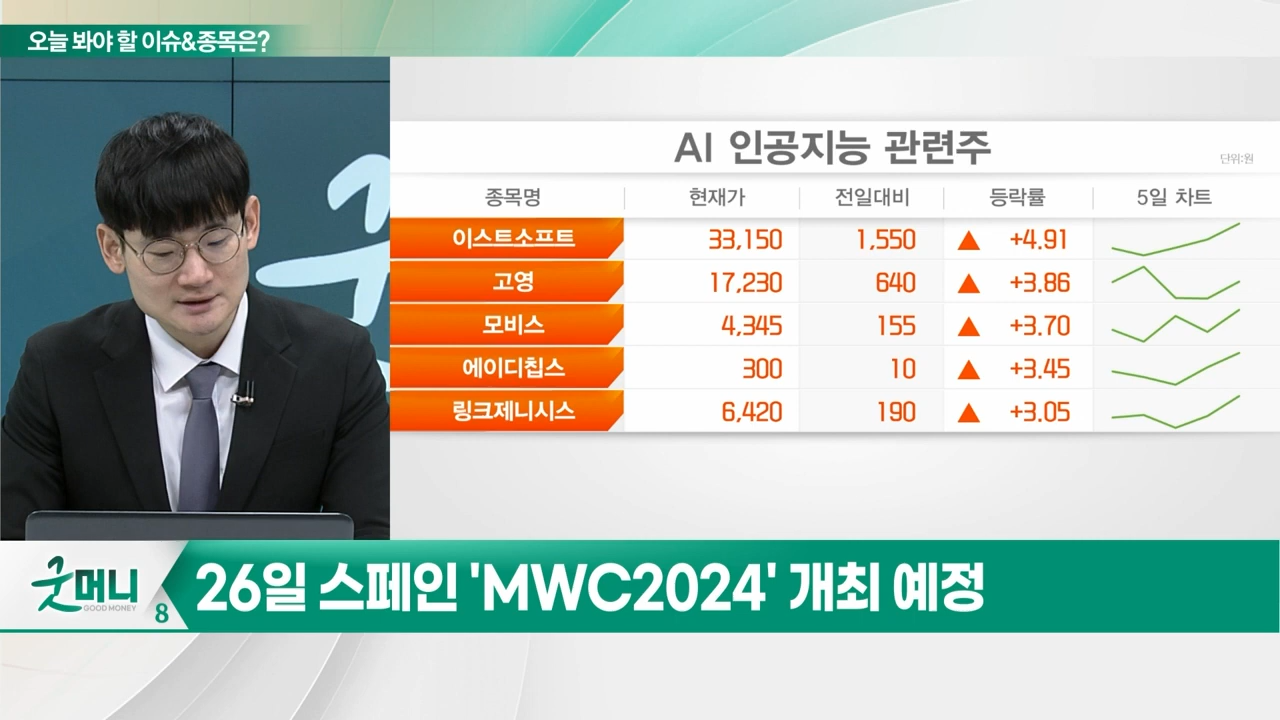 오늘 봐야 할 이슈&종목은?
AI 인공지능 관련주
단위:원
종목명 현재가 전일대비 등락률 5일 차트
이스트소프트 33,150 1,550 ▲ +4.91
고영 17,230 640 ▲ +3.86
모비스 4,345 155 ▲ +3.70
에이디칩스 300 10 ▲ +3.45
링크제니시스 6,420 190 ▲ +3.05
굿머니
GOOD MONEY
8
26일 스페인 'MWC2024' 개최 예정